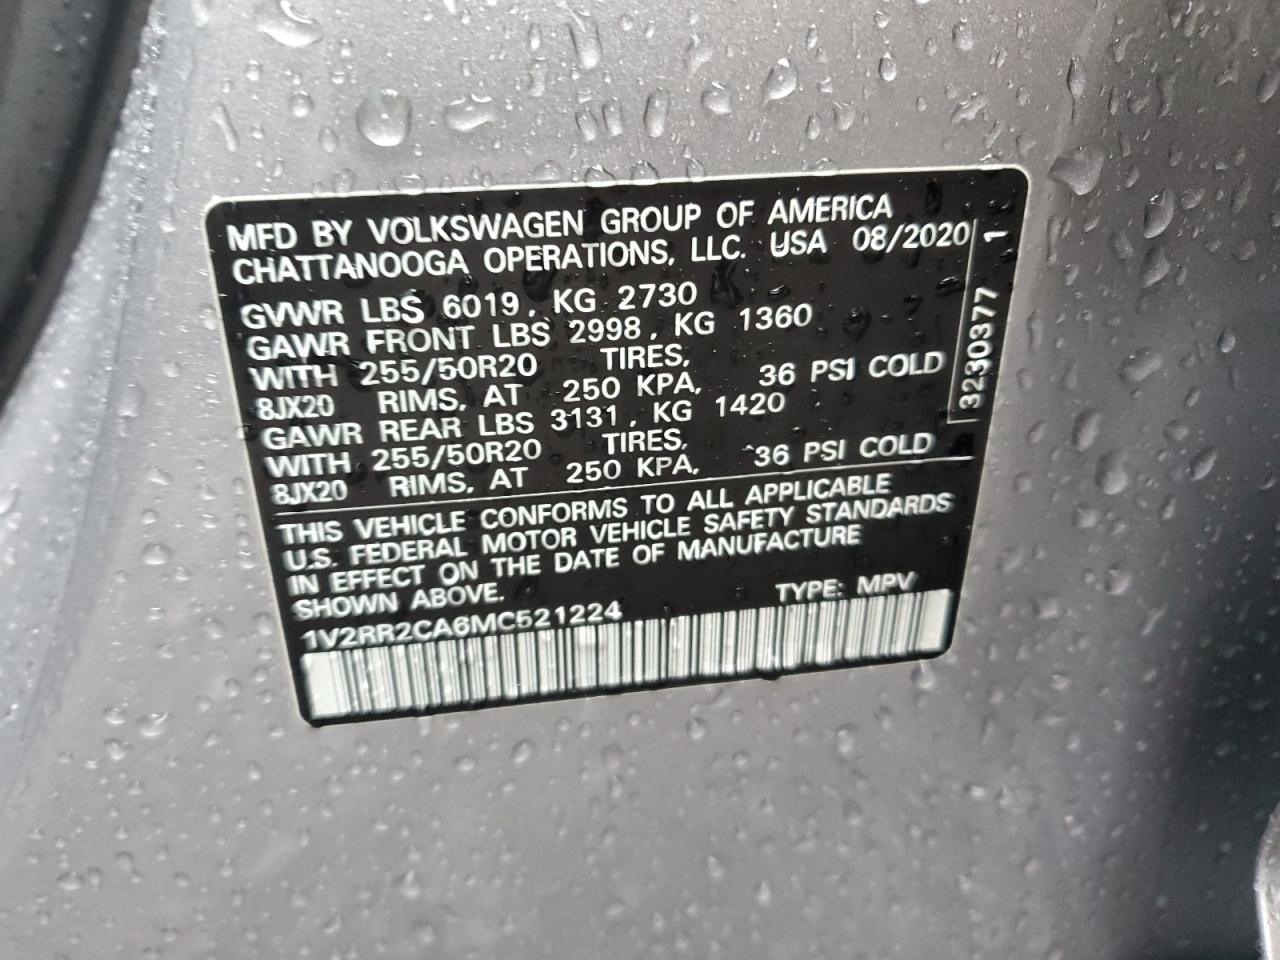 MFD BY VOLKSWAGEN GROUP OF AMERICA
CHATTANOOGA OPERATIONS, LLC. USA 08/2020
GVWR LBS 6019, KG 2730
GAWR FRONT LBS 2998, KG 1360
WITH 255/50R20 TIRES,
8JX20 RIMS, AT 250 KPA, 36 PSI COLD
GAWR REAR LBS 3131, KG 1420
WITH 255/50R20 TIRES,
8JX20 RIMS, AT 250 KPA, 36 PSI COLD
THIS VEHICLE CONFORMS TO ALL APPLICABLE
U.S. FEDERAL MOTOR VEHICLE SAFETY STANDARDS
IN EFFECT ON THE DATE OF MANUFACTURE
SHOWN ABOVE. TYPE: MPV
1V2RR2CA6MC521224
3230377 1